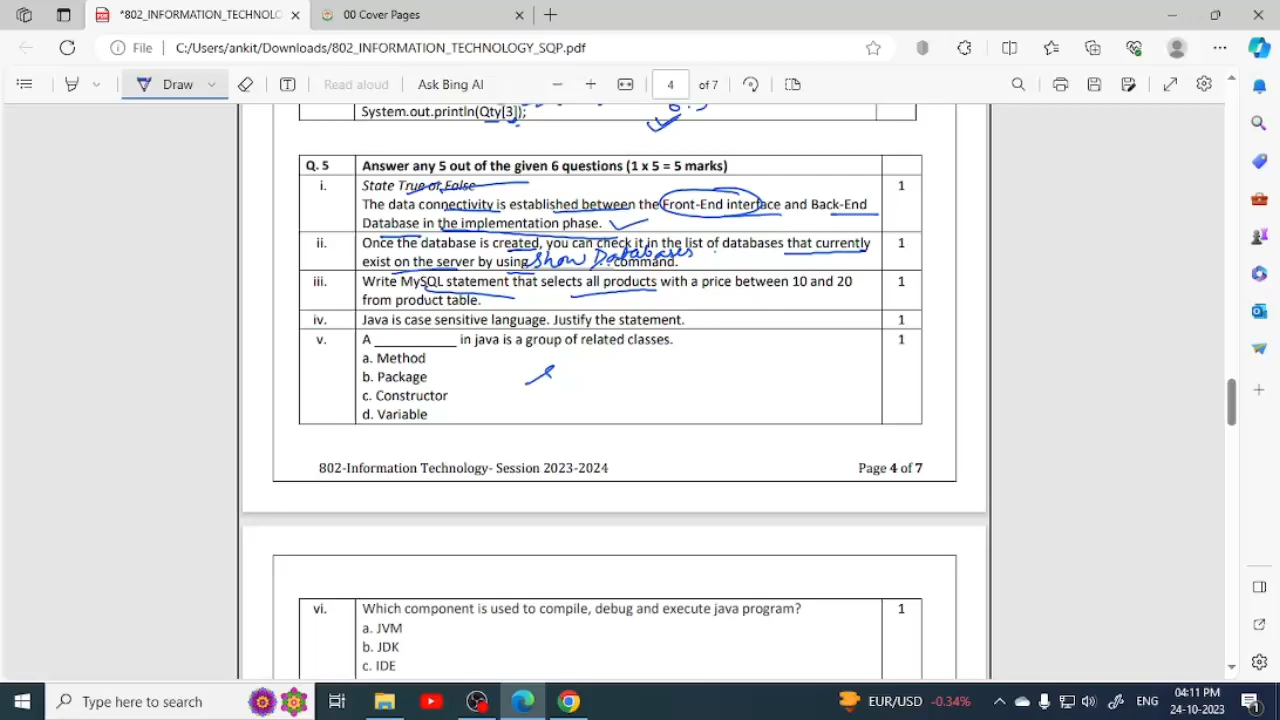 *802_INFORMATION_TECHNOLO
00 Cover Pages
File
C:/Users/ankit/Downloads/802_INFORMATION_TECHNOLOGY_SQP.pdf
Draw
Read aloud
Ask Bing AI
4
of 7
System.out.println(Qty[3]);
Q. 5 Answer any 5 out of the given 6 questions (1 x 5 = 5 marks)
i. State True or False 1
The data connectivity is established between the Front-End interface and Back-End
Database in the implementation phase.
ii. Once the database is created, you can check it in the list of databases that currently 1
exist on the server by using show Databases command.
iii. Write MySQL statement that selects all products with a price between 10 and 20 1
from product table.
iv. Java is case sensitive language. Justify the statement. 1
v. A ____________ in java is a group of related classes. 1
a. Method
b. Package
c. Constructor
d. Variable
802-Information Technology- Session 2023-2024
Page 4 of 7
vi. Which component is used to compile, debug and execute java program? 1
a. JVM
b. JDK
c. IDE
Type here to search
EUR/USD -0.34%
ENG
04:11 PM
24-10-2023
1